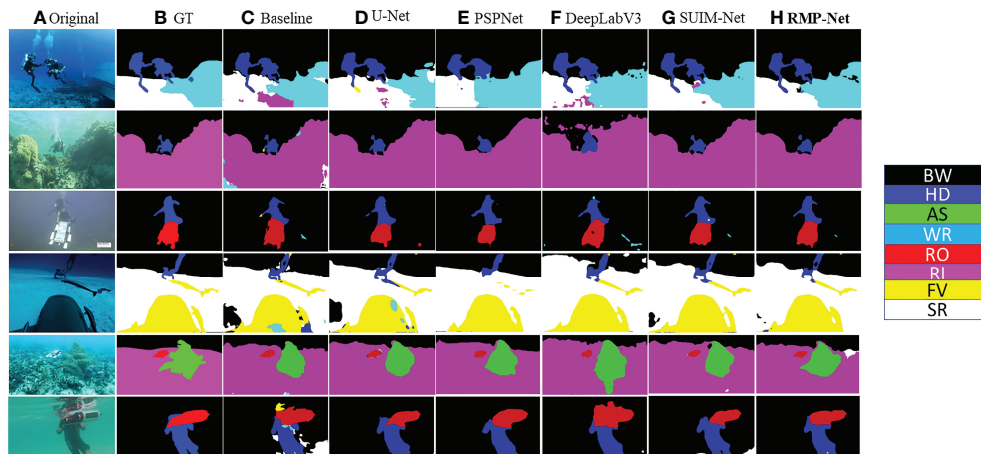 A Original B GT C Baseline D U-Net E PSPNet F DeepLabV3 G SUIM-Net H RMP-Net
BW
HD
AS
WR
RO
RI
FV
SR